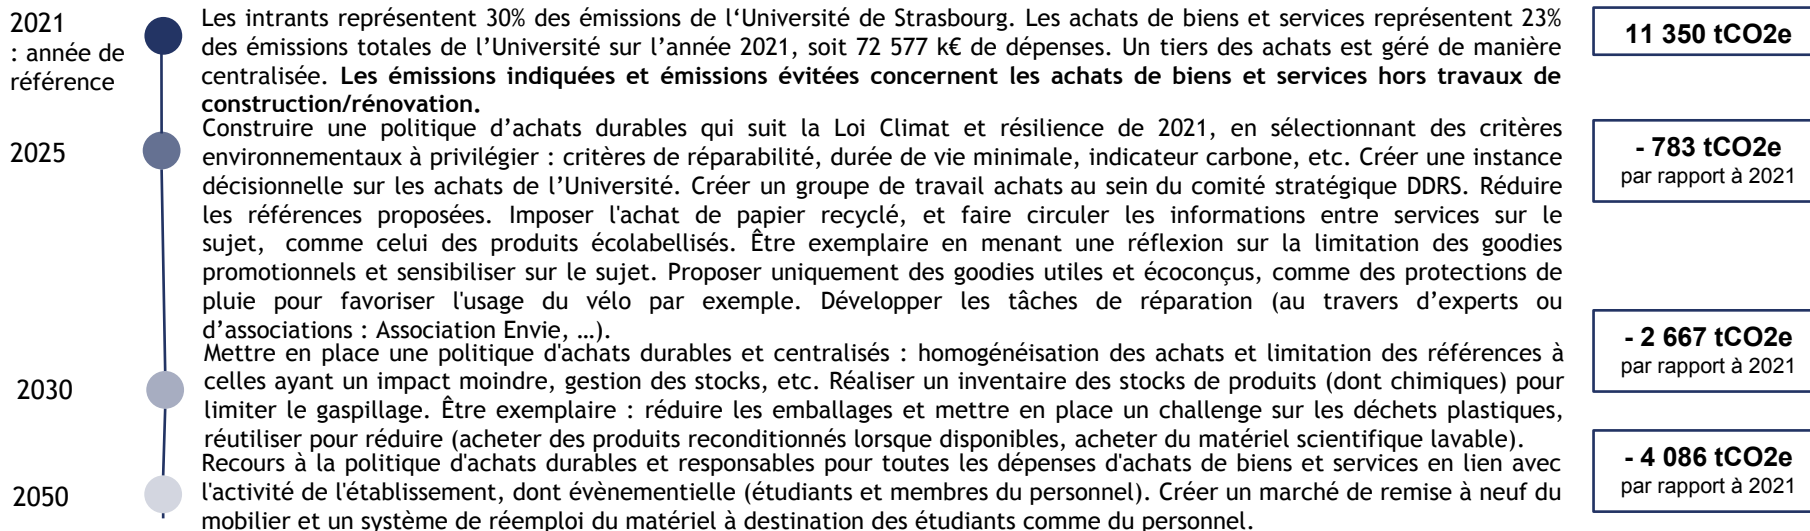 2021
: année de
référence
Les intrants représentent 30% des émissions de l‘Université de Strasbourg. Les achats de biens et services représentent 23%
des émissions totales de l’Université sur l’année 2021, soit 72 577 k€ de dépenses. Un tiers des achats est géré de manière
centralisée. Les émissions indiquées et émissions évitées concernent les achats de biens et services hors travaux de
construction/rénovation.
11 350 tCO2e
2025
Construire une politique d’achats durables qui suit la Loi Climat et résilience de 2021, en sélectionnant des critères
environnementaux à privilégier : critères de réparabilité, durée de vie minimale, indicateur carbone, etc. Créer une instance
décisionnelle sur les achats de l’Université. Créer un groupe de travail achats au sein du comité stratégique DDRS. Réduire
les références proposées. Imposer l'achat de papier recyclé, et faire circuler les informations entre services sur le
sujet, comme celui des produits écolabellisés. Être exemplaire en menant une réflexion sur la limitation des goodies
promotionnels et sensibiliser sur le sujet. Proposer uniquement des goodies utiles et écoconçus, comme des protections de
pluie pour favoriser l'usage du vélo par exemple. Développer les tâches de réparation (au travers d’experts ou
d’associations : Association Envie, …).
- 783 tCO2e
par rapport à 2021
2030
Mettre en place une politique d'achats durables et centralisés : homogénéisation des achats et limitation des références à
celles ayant un impact moindre, gestion des stocks, etc. Réaliser un inventaire des stocks de produits (dont chimiques) pour
limiter le gaspillage. Être exemplaire : réduire les emballages et mettre en place un challenge sur les déchets plastiques,
réutiliser pour réduire (acheter des produits reconditionnés lorsque disponibles, acheter du matériel scientifique lavable).
- 2 667 tCO2e
par rapport à 2021
2050
Recours à la politique d'achats durables et responsables pour toutes les dépenses d'achats de biens et services en lien avec
l'activité de l'établissement, dont évènementielle (étudiants et membres du personnel). Créer un marché de remise à neuf du
mobilier et un système de réemploi du matériel à destination des étudiants comme du personnel.
- 4 086 tCO2e
par rapport à 2021